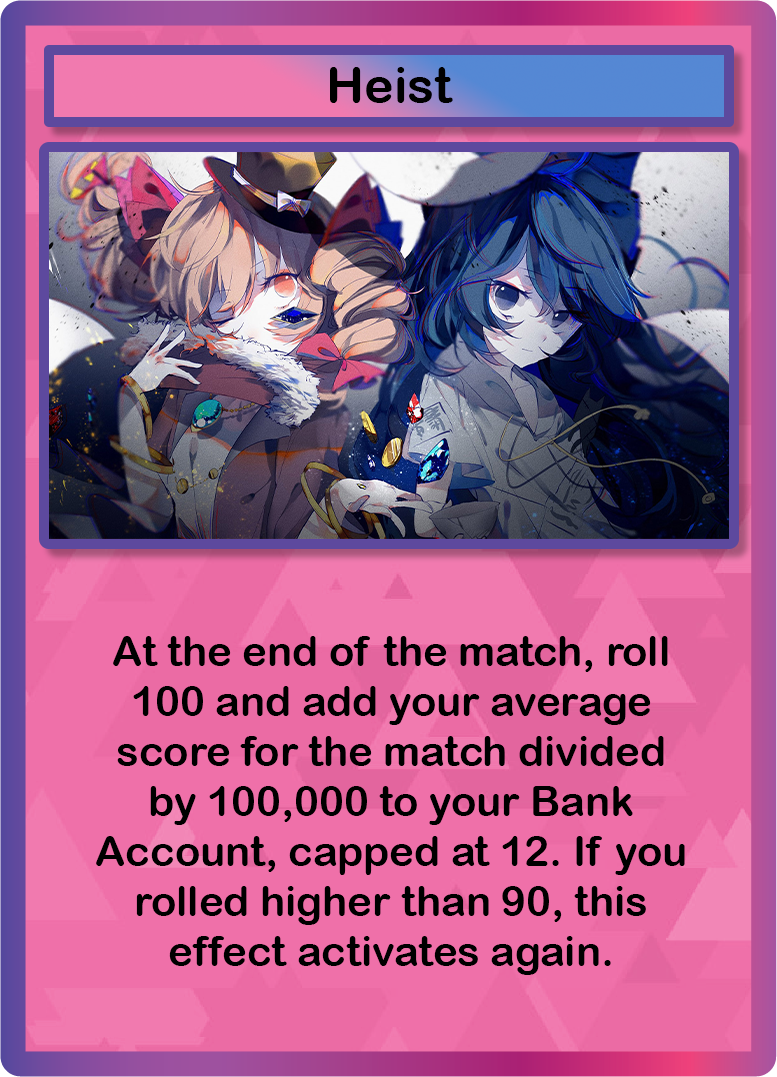 Heist
At the end of the match, roll
100 and add your average
score for the match divided
by 100,000 to your Bank
Account, capped at 12. If you
rolled higher than 90, this
effect activates again.